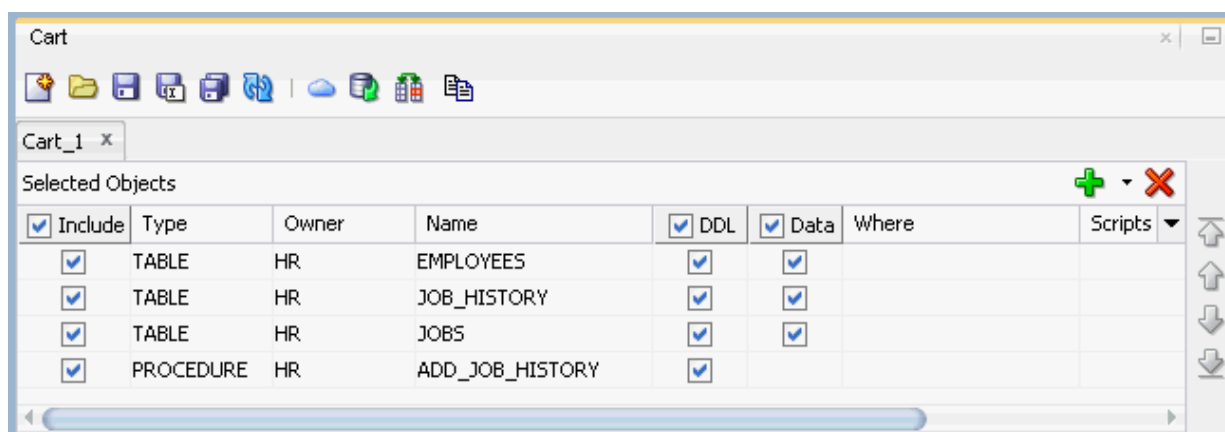 Cart
Cart_1
Selected Objects
Include Type Owner Name DDL Data Where Scripts
TABLE HR EMPLOYEES
TABLE HR JOB_HISTORY
TABLE HR JOBS
PROCEDURE HR ADD_JOB_HISTORY